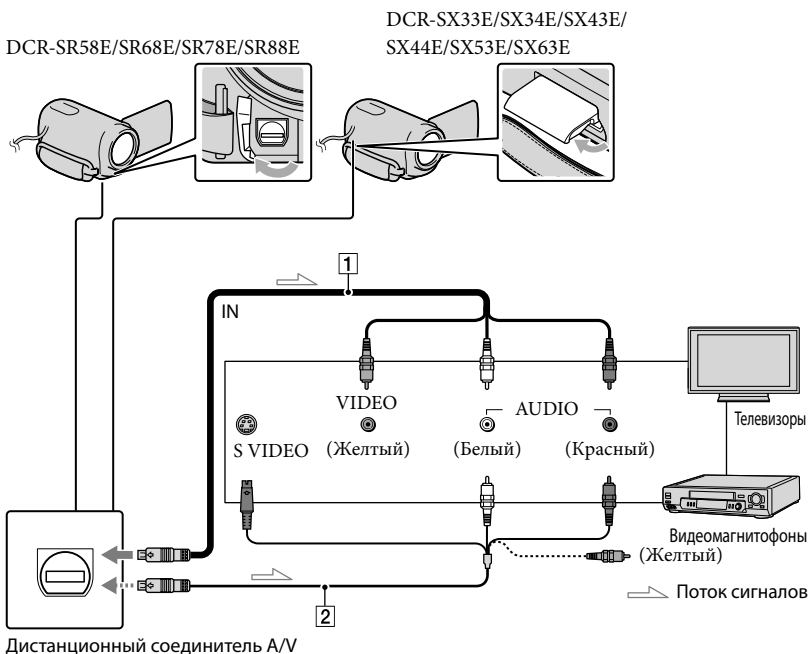 DCR-SX33E/SX34E/SX43E/
DCR-SR58E/SR68E/SR78E/SR88E
SX44E/SX53E/SX63E
1
IN
VIDEO
AUDIO
S VIDEO
(Желтый)
(Белый)
(Красный)
Телевизоры
Видеомагнитофоны
(Желтый)
Поток сигналов
2
Дистанционный соединитель A/V